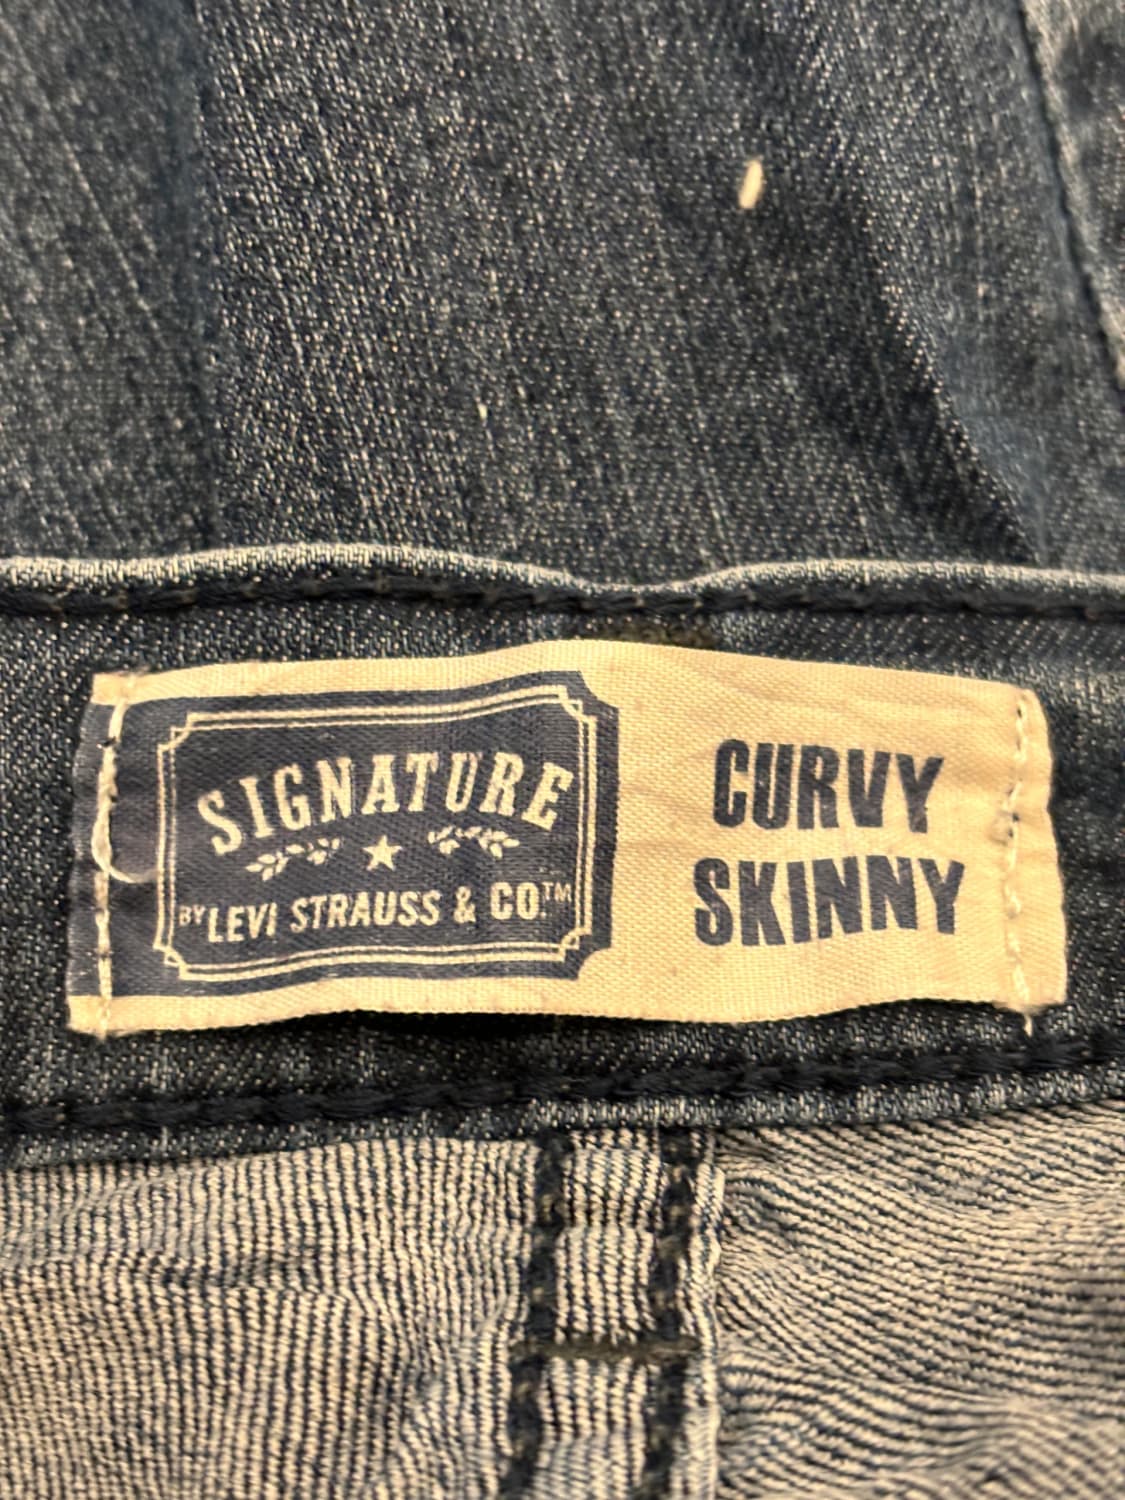 SIGNATURE
BY LEVI STRAUSS & CO.™
CURVY
SKINNY